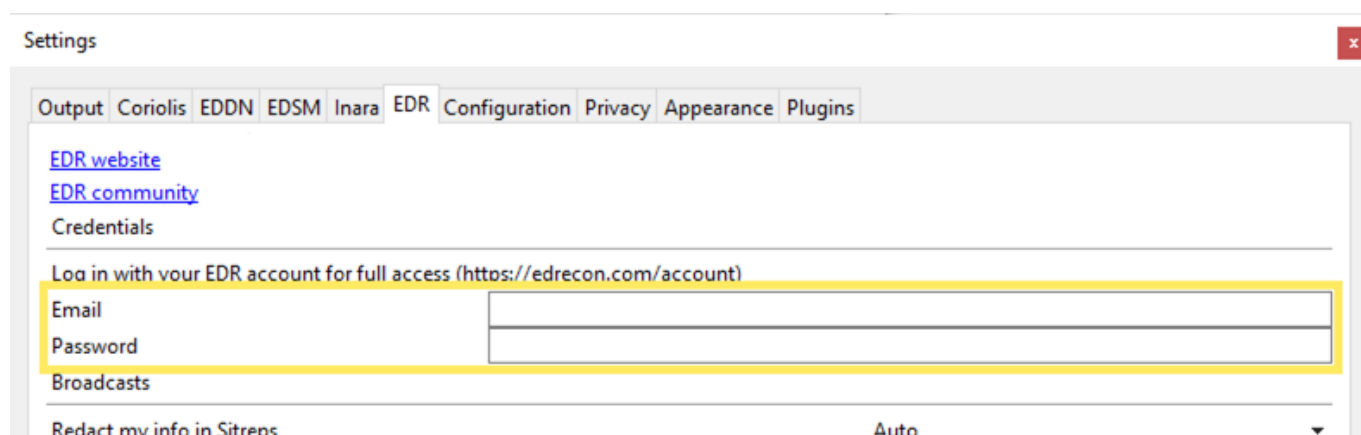 Settings
x
Output Coriolis EDDN EDSM Inara EDR Configuration Privacy Appearance Plugins
EDR website
EDR community
Credentials
Log in with your EDR account for full access (https://edrecon.com/account)
Email
Password
Broadcasts
Redact my info in Sitreps Auto